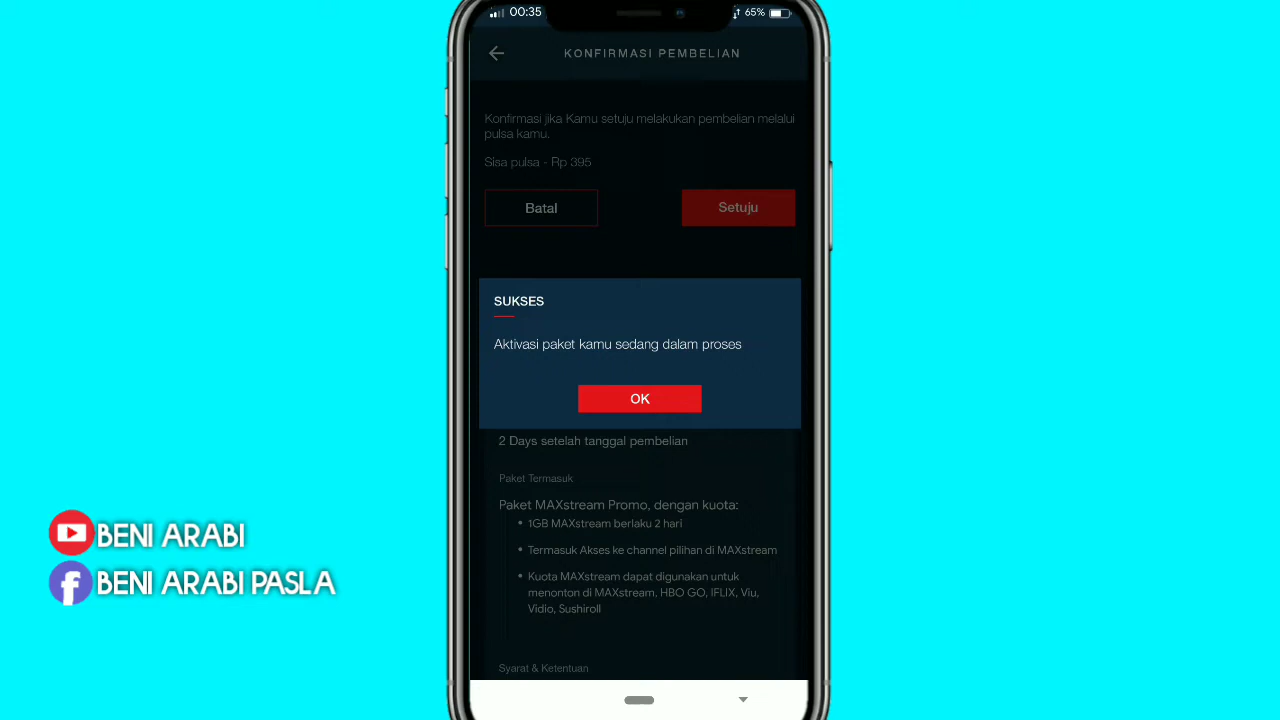 00:35
65%
KONFIRMASI PEMBELIAN
Konfirmasi jika Kamu setuju melakukan pembelian melalui
pulsa kamu.
Sisa pulsa - Rp 395
Batal
Setuju
SUKSES
Aktivasi paket kamu sedang dalam proses
OK
2 Days setelah tanggal pembelian
Paket Termasuk
Paket MAXstream Promo, dengan kuota:
• 1GB MAXstream berlaku 2 hari
• Termasuk Akses ke channel pilihan di MAXstream
• Kuota MAXstream dapat digunakan untuk
menonton di MAXstream, HBO GO, IFLIX, Viu,
Vidio, Sushiroll
Syarat & Ketentuan
BENI ARABI
f BENI ARABI PASLA